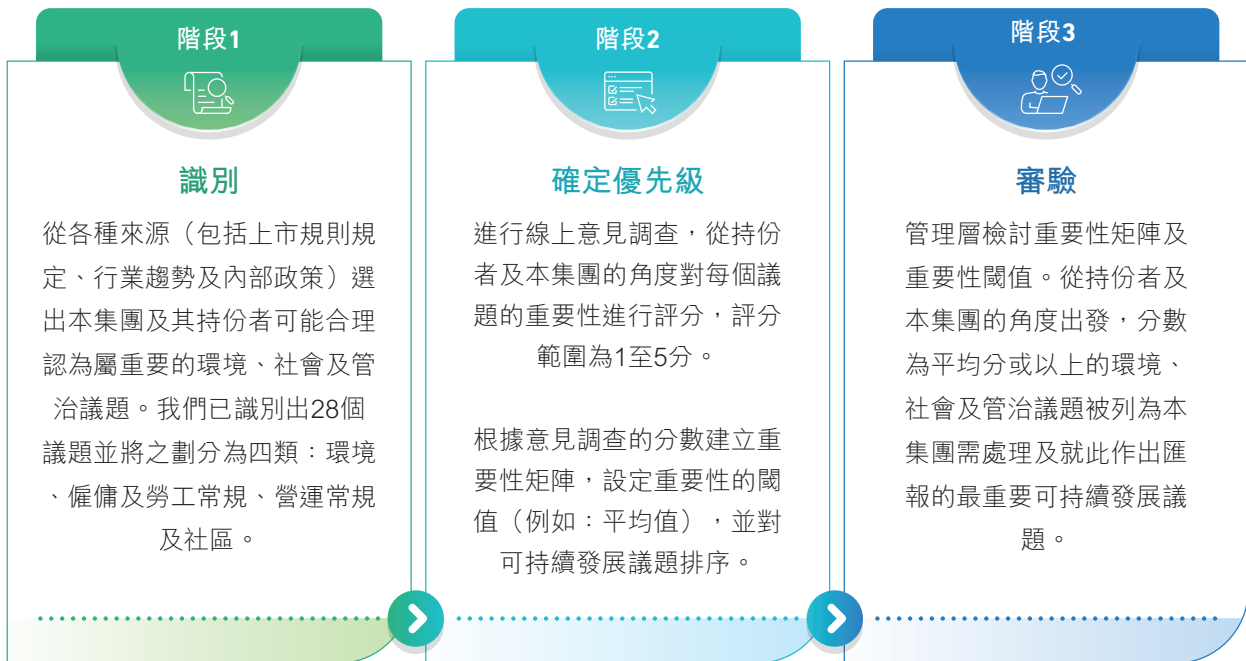 階段1
識別
從各種來源（包括上市規則規
定、行業趨勢及內部政策）選
出本集團及其持份者可能合理
認為屬重要的環境、社會及管
治議題。我們已識別出28個
議題並將之劃分為四類：環境
、僱傭及勞工常規、營運常規
及社區。
階段2
確定優先級
進行線上意見調查，從持份
者及本集團的角度對每個議
題的重要性進行評分，評分
範圍為1至5分。
根據意見調查的分數建立重
要性矩陣，設定重要性的閾
值（例如：平均值），並對
可持續發展議題排序。
階段3
審驗
管理層檢討重要性矩陣及
重要性閾值。從持份者及
本集團的角度出發，分數
為平均分或以上的環境、
社會及管治議題被列為本
集團需處理及就此作出匯
報的最重要可持續發展議
題。